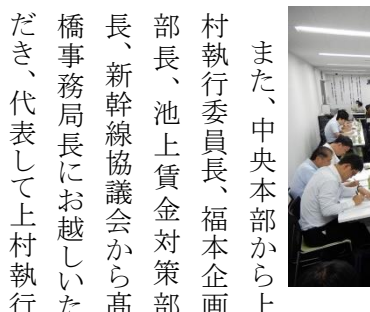 また、中央本部から上
村執行委員長、福本企画
部長、池上賃金対策部
長、新幹線協議会から髙
橋事務局長にお越しいた
だき、代表して上村執行